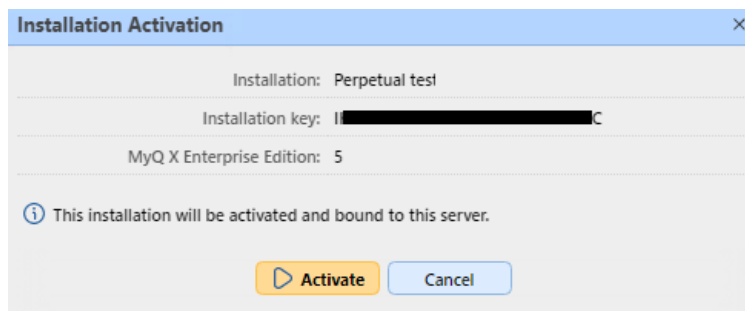 Installation Activation
Installation: Perpetual test
Installation key:
MyQ X Enterprise Edition: 5
This installation will be activated and bound to this server.
Activate Cancel